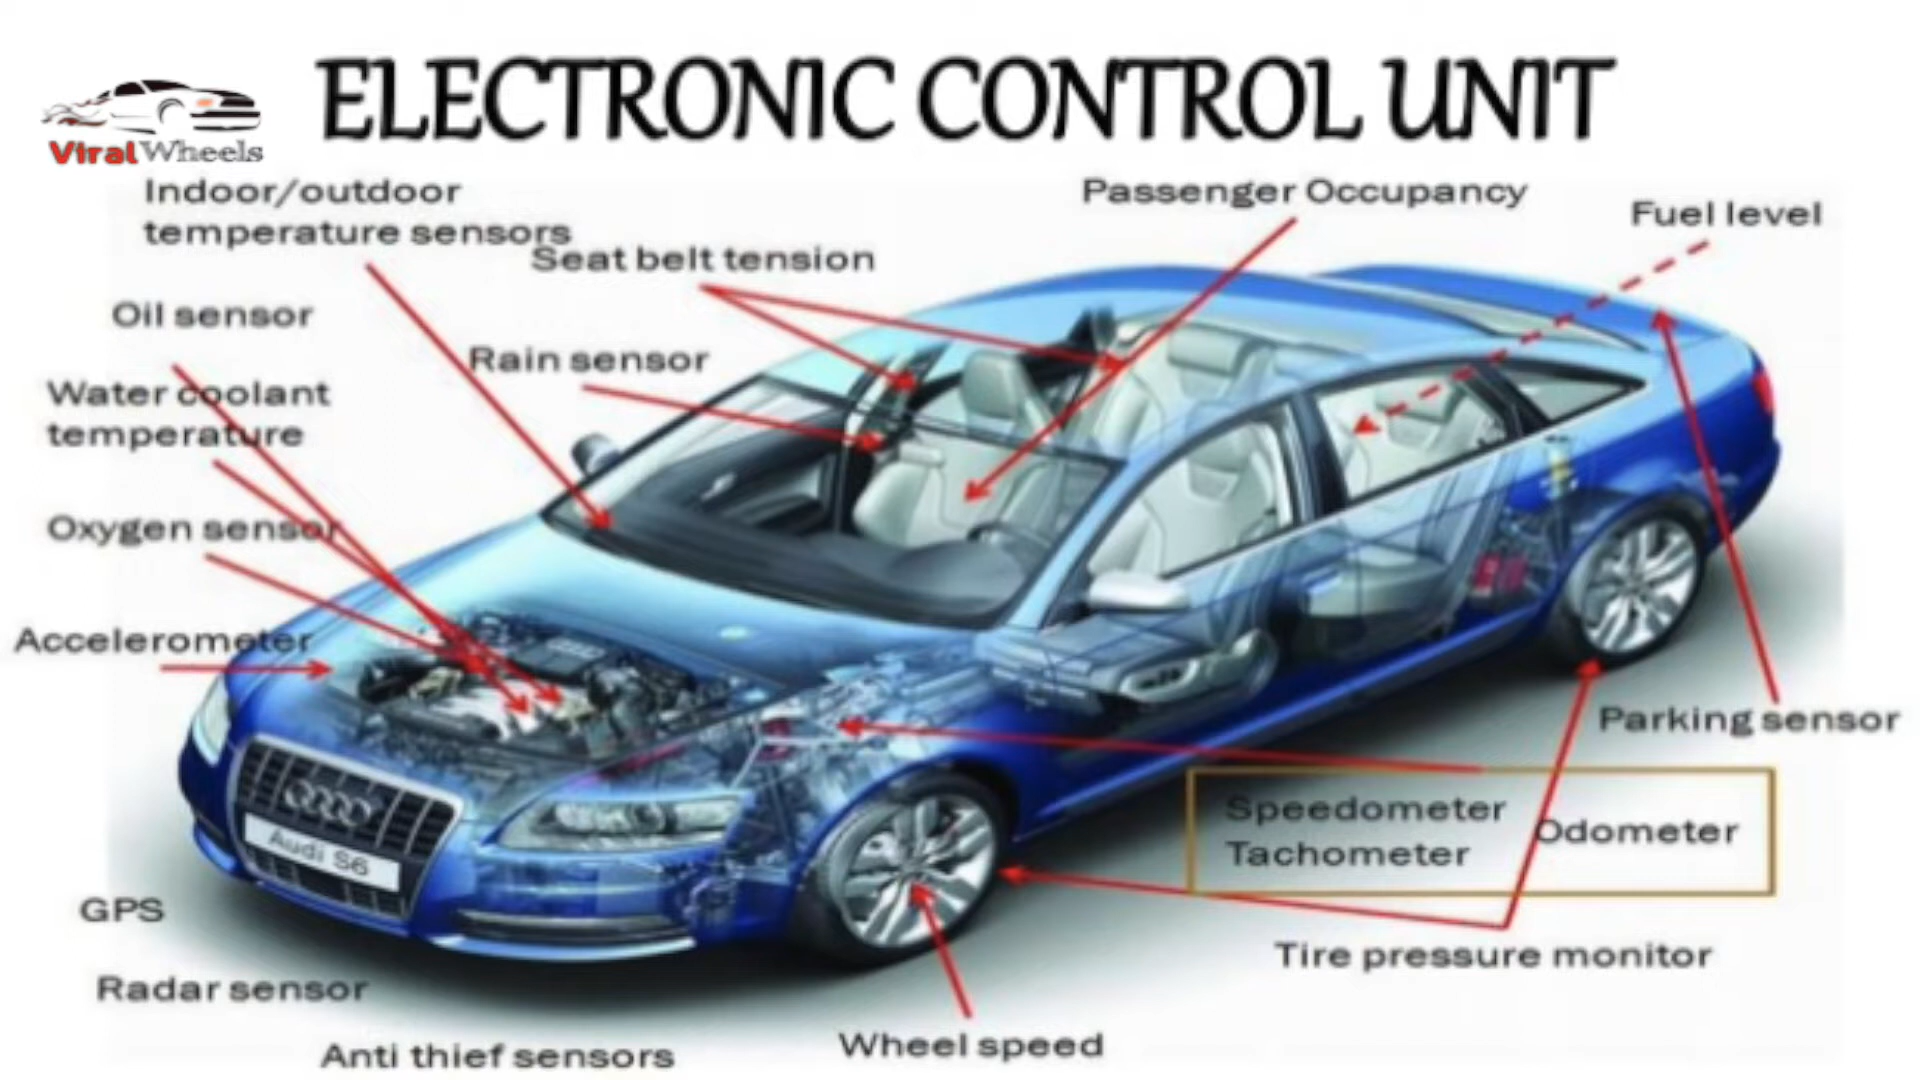 ELECTRONIC CONTROL UNIT
Viral Wheels
Indoor/outdoor
temperature sensors
Passenger Occupancy
Fuel level
Seat belt tension
Oil sensor
Rain sensor
Water coolant
temperature
Oxygen sensor
Accelerometer
Parking sensor
Speedometer
Odometer
Tachometer
Audi S6
GPS
Tire pressure monitor
Radar sensor
Wheel speed
Anti thief sensors